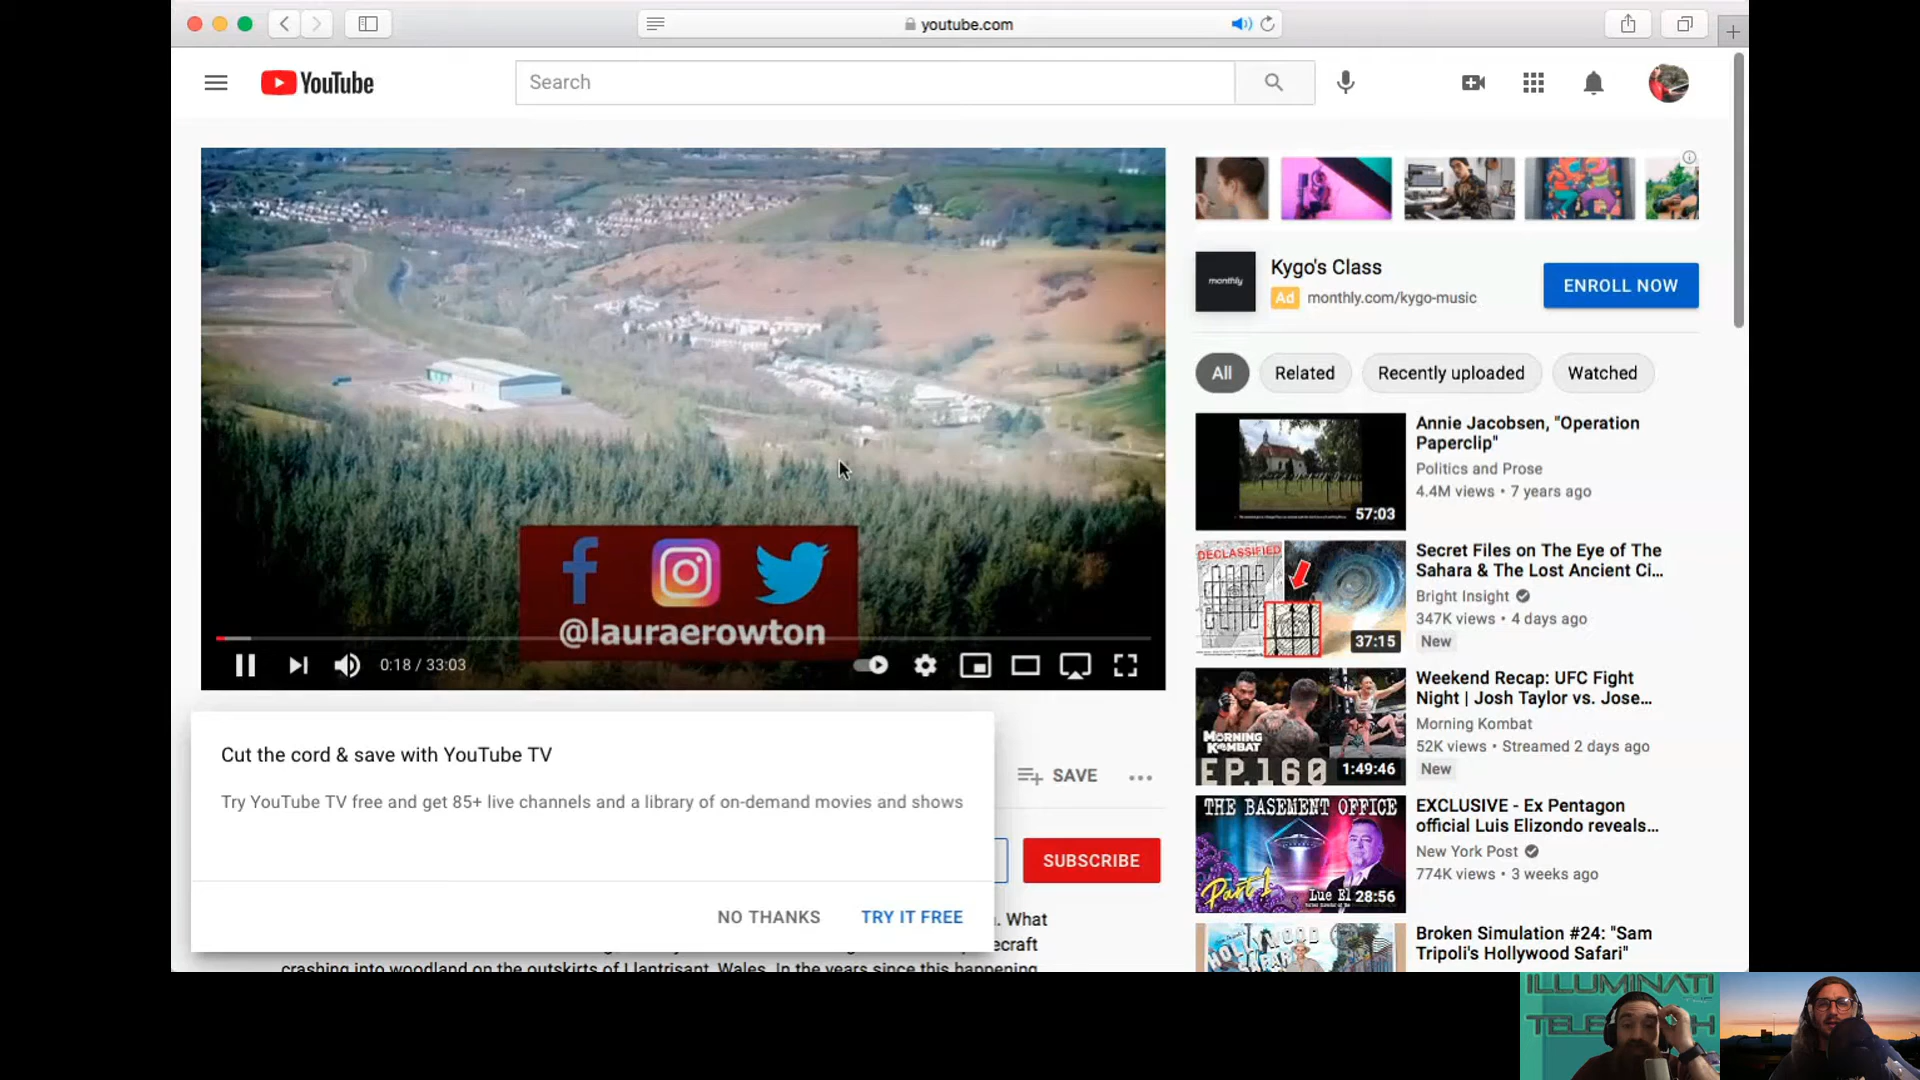 youtube.com
YouTube
Search
@lauraerowton
0:18 / 33:03
Cut the cord & save with YouTube TV
Try YouTube TV free and get 85+ live channels and a library of on-demand movies and shows
NO THANKS
TRY IT FREE
SAVE
SUBSCRIBE
. What
ecraft
crashing into woodland on the outskirts of Llantrisant, Wales. In the years since this happening
monthly
Kygo's Class
Ad
monthly.com/kygo-music
ENROLL NOW
All
Related
Recently uploaded
Watched
57:03
Annie Jacobsen, "Operation
Paperclip"
Politics and Prose
4.4M views • 7 years ago
DECLASSIFIED
37:15
Secret Files on The Eye of The
Sahara & The Lost Ancient Ci...
Bright Insight
347K views • 4 days ago
New
MORNING
KOMBAT
EP.160
1:49:46
Weekend Recap: UFC Fight
Night | Josh Taylor vs. Jose...
Morning Kombat
52K views • Streamed 2 days ago
New
THE BASEMENT OFFICE
Part 1
Lue El
28:56
EXCLUSIVE - Ex Pentagon
official Luis Elizondo reveals...
New York Post
774K views • 3 weeks ago
HOLLYWOOD
Broken Simulation #24: "Sam
Tripoli's Hollywood Safari"
ILLUMINATI